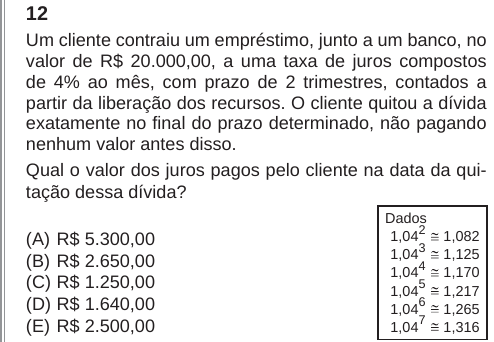 12
Um cliente contraiu um empréstimo, junto a um banco, no
valor de R$ 20.000,00, a uma taxa de juros compostos
de 4% ao mês, com prazo de 2 trimestres, contados a
partir da liberação dos recursos. O cliente quitou a dívida
exatamente no final do prazo determinado, não pagando
nenhum valor antes disso.
Qual o valor dos juros pagos pelo cliente na data da qui-
tação dessa dívida?
(A) R$ 5.300,00
(B) R$ 2.650,00
(C) R$ 1.250,00
(D) R$ 1.640,00
(E) R$ 2.500,00
Dados
1,04² ≅ 1,082
1,04³ ≅ 1,125
1,04⁴ ≅ 1,170
1,04⁵ ≅ 1,217
1,04⁶ ≅ 1,265
1,04⁷ ≅ 1,316